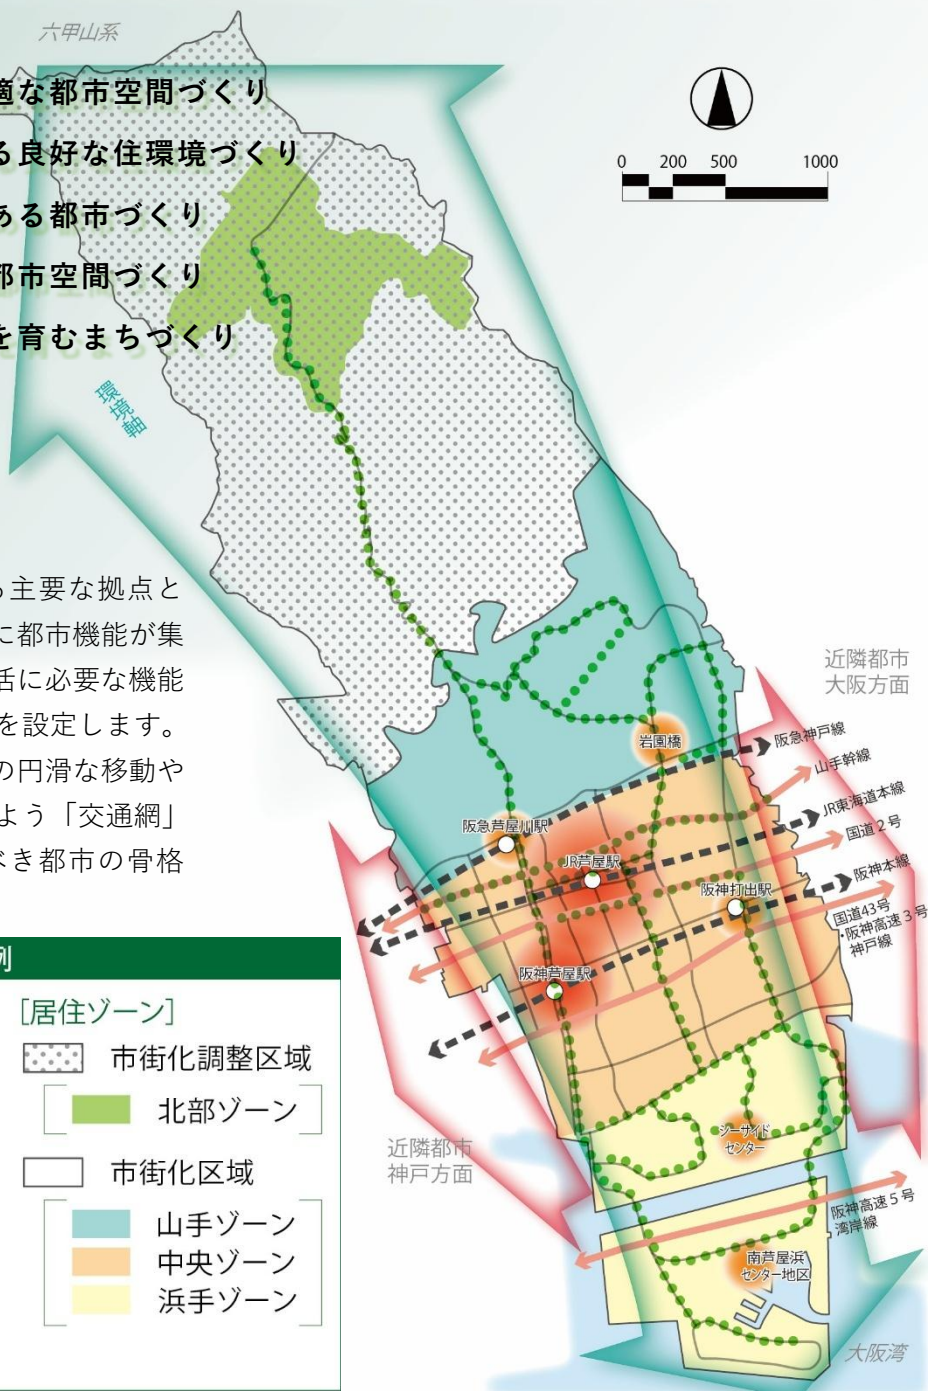 六甲山系
適な都市空間づくり
る良好な住環境づくり
ある都市づくり
都市空間づくり
を育むまちづくり
0 200 500 1000
環境軸
主要な拠点と
に都市機能が集
活に必要な機能
を設定します。
の円滑な移動や
よう「交通網」
べき都市の骨格
近隣都市
大阪方面
岩園橋
阪急神戸線
山手幹線
JR東海道本線
国道2号
阪神本線
国道43号
・阪神高速3号
神戸線
阪急芦屋川駅
JR芦屋駅
阪神打出駅
阪神芦屋駅
近隣都市
神戸方面
シーサイド
センター
阪神高速5号
湾岸線
南芦屋浜
センター地区
大阪湾
例
[居住ゾーン]
市街化調整区域
北部ゾーン
市街化区域
山手ゾーン
中央ゾーン
浜手ゾーン